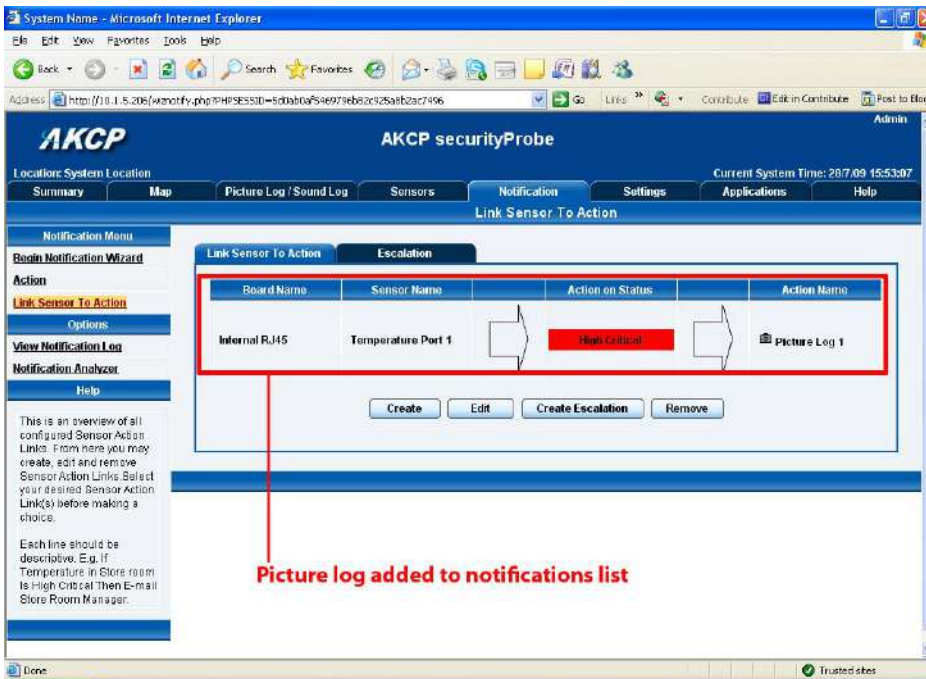 System Name - Microsoft Internet Explorer
File Edit View Favorites Tools Help
Back Search Favorites
Address http://10.1.5.206/wiznotify.php?PHPSESSID=5d0ab0af5469796b82c925a8b2ac7496 Go Links » Contribute Edit in Contribute Post to Blog
Admin
AKCP AKCP securityProbe
Location: System Location Current System Time: 28/7/09 15:53:07
Summary Map Picture Log / Sound Log Sensors Notification Settings Applications Help
Link Sensor To Action
Notification Menu
Begin Notification Wizard
Action
Link Sensor To Action
Options
View Notification Log
Notification Analyzer
Help
This is an overview of all
configured Sensor Action
Links. From here you may
create, edit and remove
Sensor Action Links.Select
your desired Sensor Action
Link(s) before making a
choice.
Each line should be
descriptive. E.g. If
Temperature in Store room
Is High Critical Then E-mail
Store Room Manager.
Link Sensor To Action Escalation
Board Name Sensor Name Action on Status Action Name
Internal RJ45 Temperature Port 1 High Critical Picture Log 1
Create Edit Create Escalation Remove
Picture log added to notifications list
Done Trusted sites